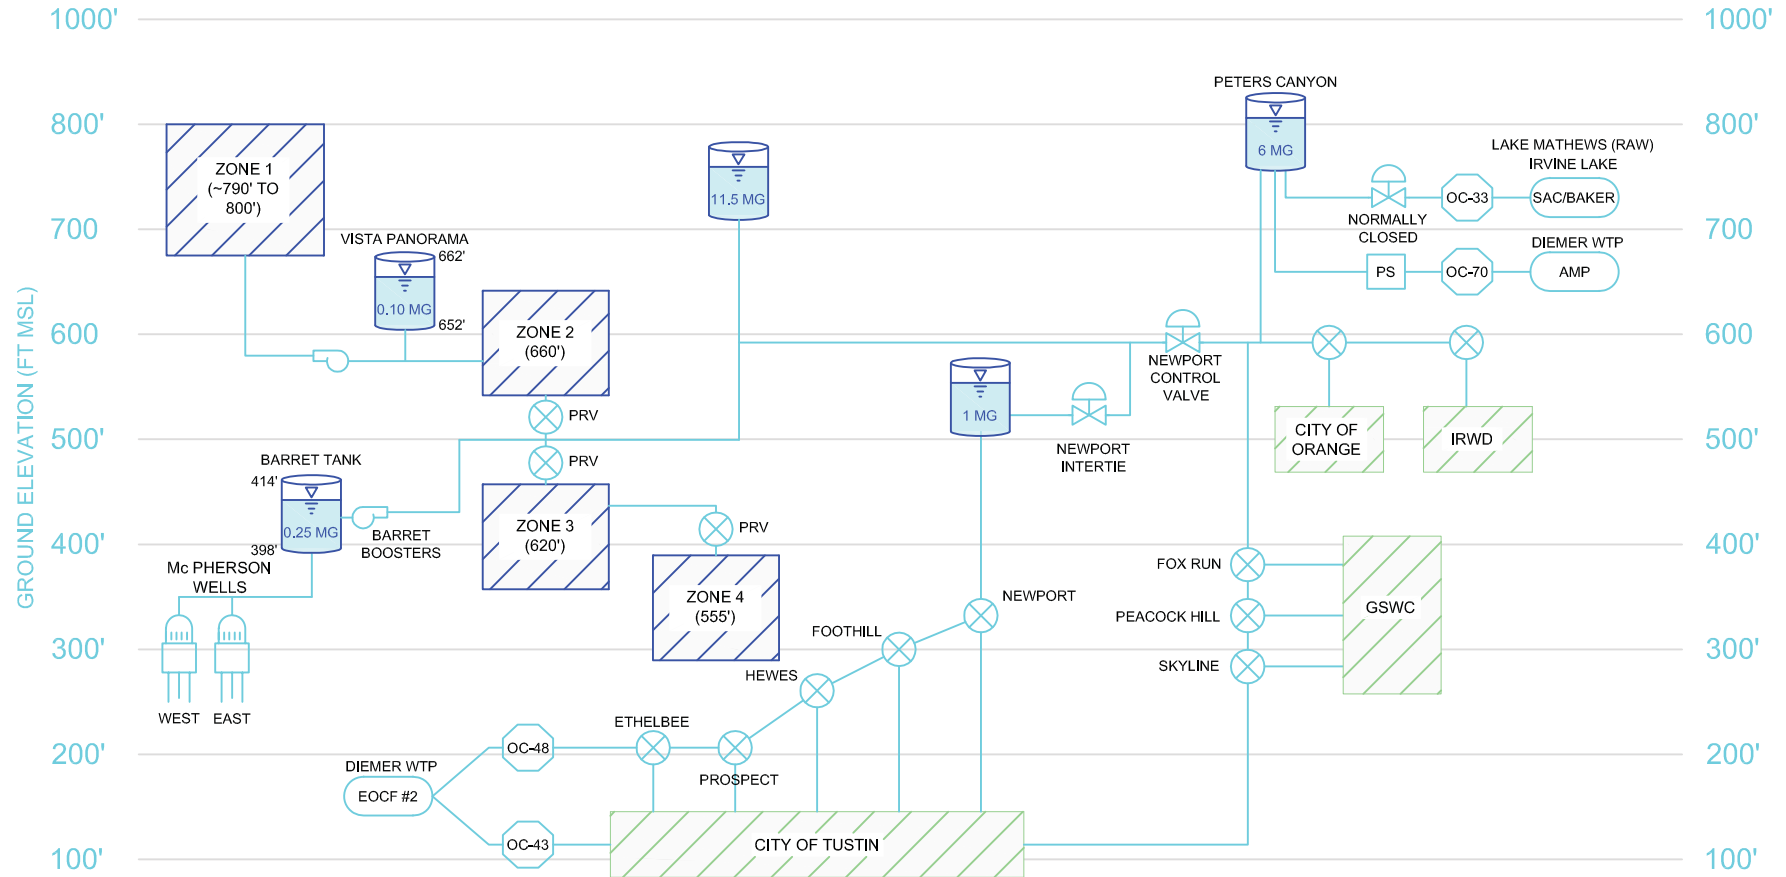 1000'
1000'
PETERS CANYON
800'
800'
6 MG
LAKE MATHEWS (RAW)
IRVINE LAKE
ZONE 1
(~790' TO
800')
11.5 MG
OC-33
SAC/BAKER
NORMALLY
CLOSED
700
700
VISTA PANORAMA
662'
DIEMER WTP
PS
OC-70
AMP
0.10 MG
652'
600
600
ZONE 2
(660')
NEWPORT
CONTROL
VALVE
1 MG
PRV
CITY OF
ORANGE
IRWD
500'
500'
NEWPORT
INTERTIE
PRV
BARRET TANK
414'
0.25 MG
398'
BARRET
BOOSTERS
ZONE 3
(620')
PRV
GROUND ELEVATION (FT MSL)
400'
400'
Mc PHERSON
WELLS
FOX RUN
ZONE 4
(555')
NEWPORT
PEACOCK HILL
GSWC
FOOTHILL
300'
300'
SKYLINE
HEWES
WEST
EAST
ETHELBEE
OC-48
200'
200'
DIEMER WTP
PROSPECT
EOCF #2
OC-43
CITY OF TUSTIN
100'
100'